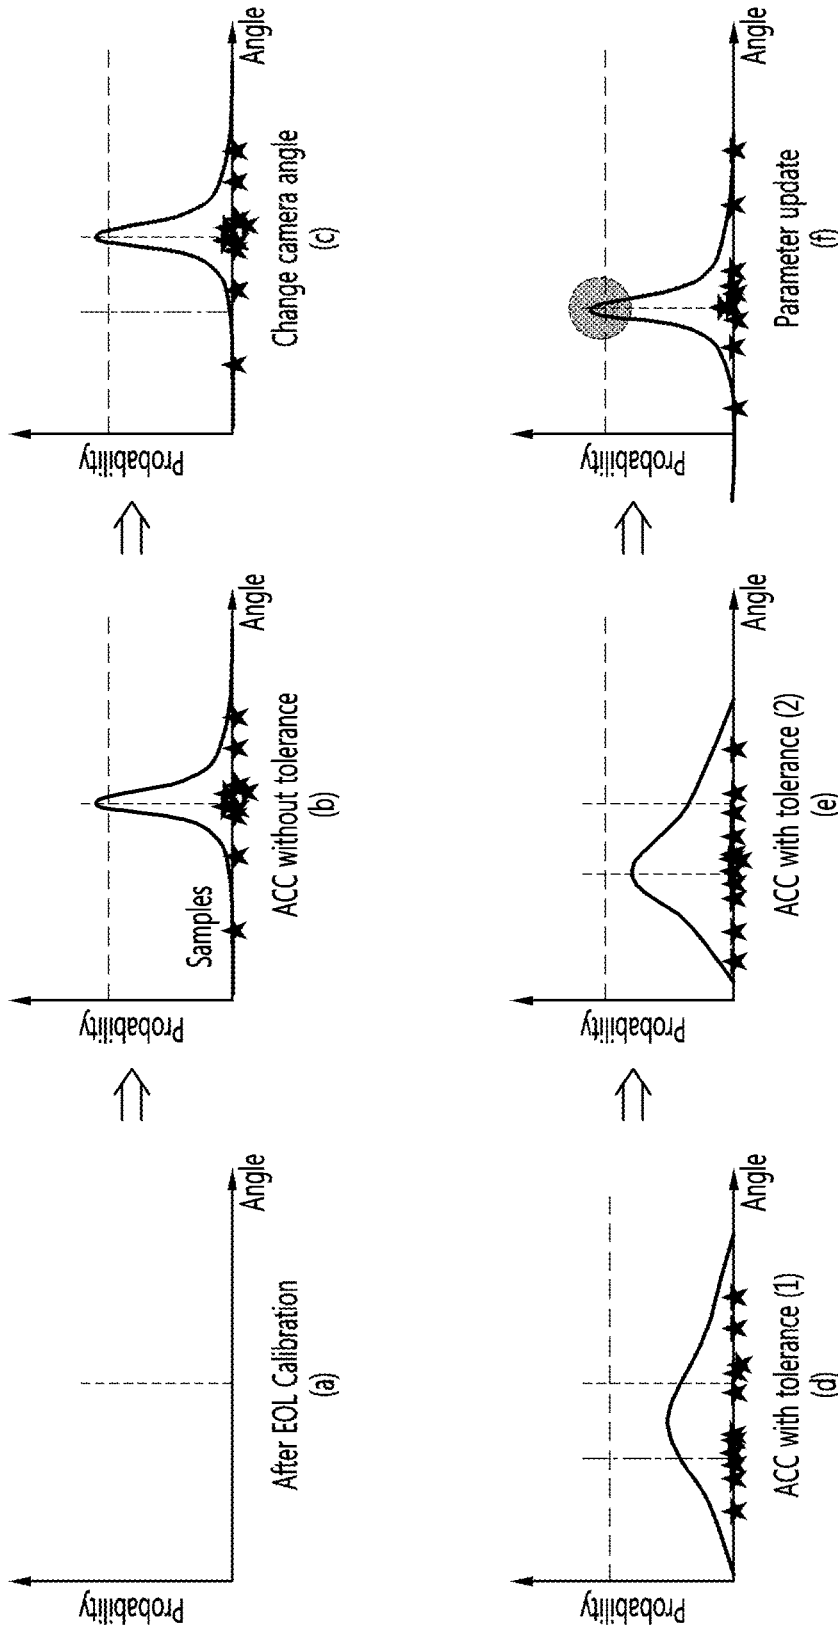 Probability
Angle
After EOL Calibration
(a)
Probability
Samples
Angle
ACC without tolerance
(b)
Probability
Angle
Change camera angle
(c)
Probability
Angle
ACC with tolerance (1)
(d)
Probability
Angle
ACC with tolerance (2)
(e)
Probability
Angle
Parameter update
(f)